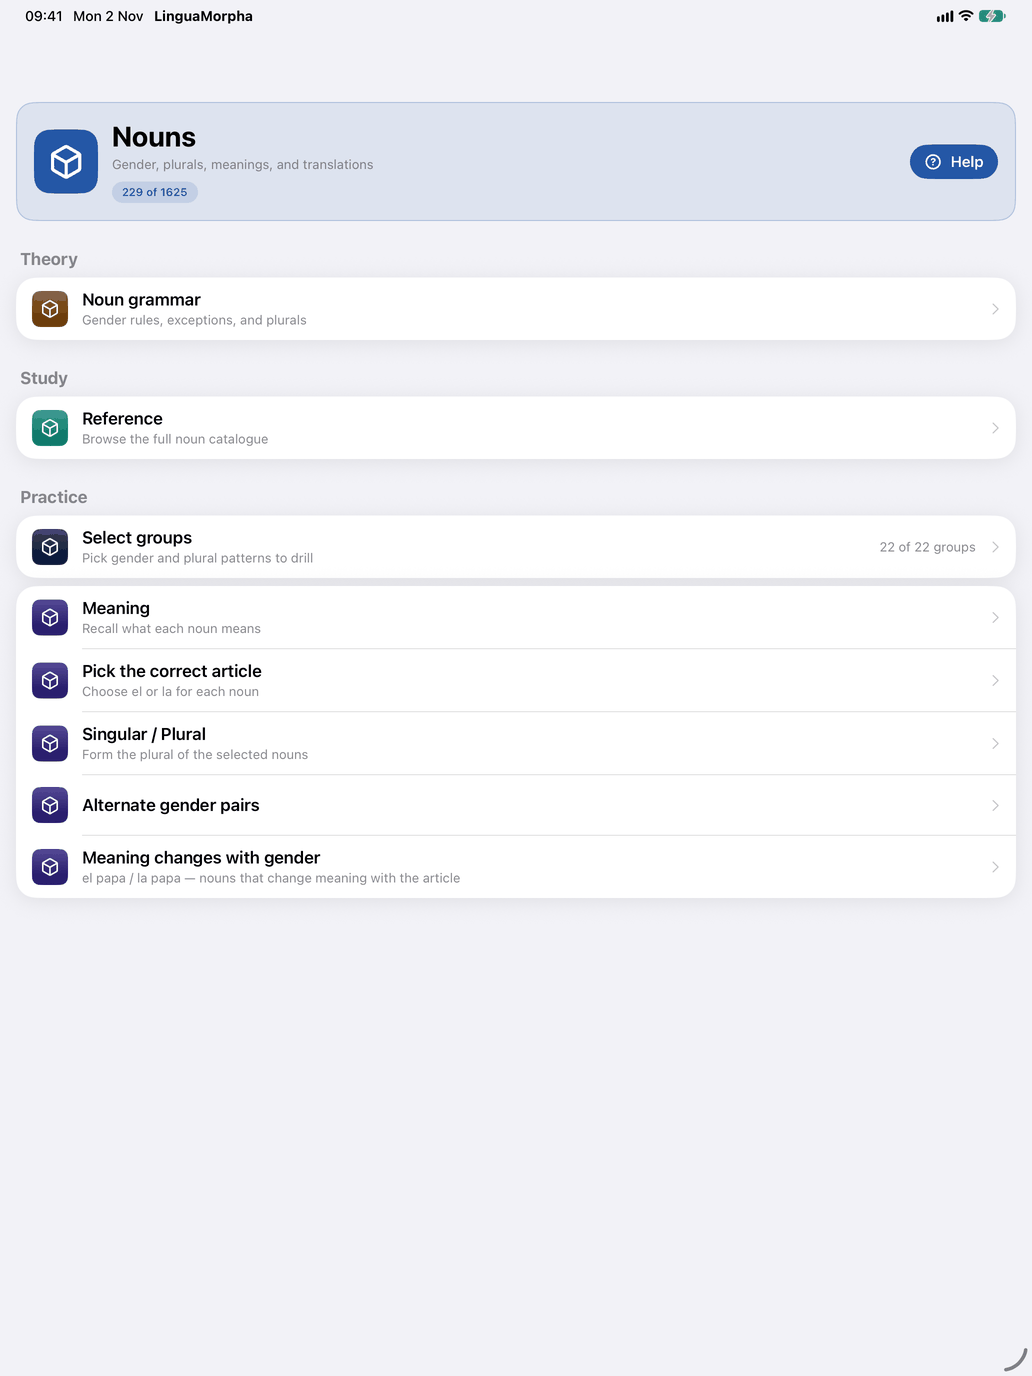 09:41 Mon 2 Nov LinguaMorpha
Nouns
Gender, plurals, meanings, and translations
229 of 1625
Help
Theory
Noun grammar
Gender rules, exceptions, and plurals
Study
Reference
Browse the full noun catalogue
Practice
Select groups
Pick gender and plural patterns to drill
22 of 22 groups
Meaning
Recall what each noun means
Pick the correct article
Choose el or la for each noun
Singular / Plural
Form the plural of the selected nouns
Alternate gender pairs
Meaning changes with gender
el papa / la papa — nouns that change meaning with the article